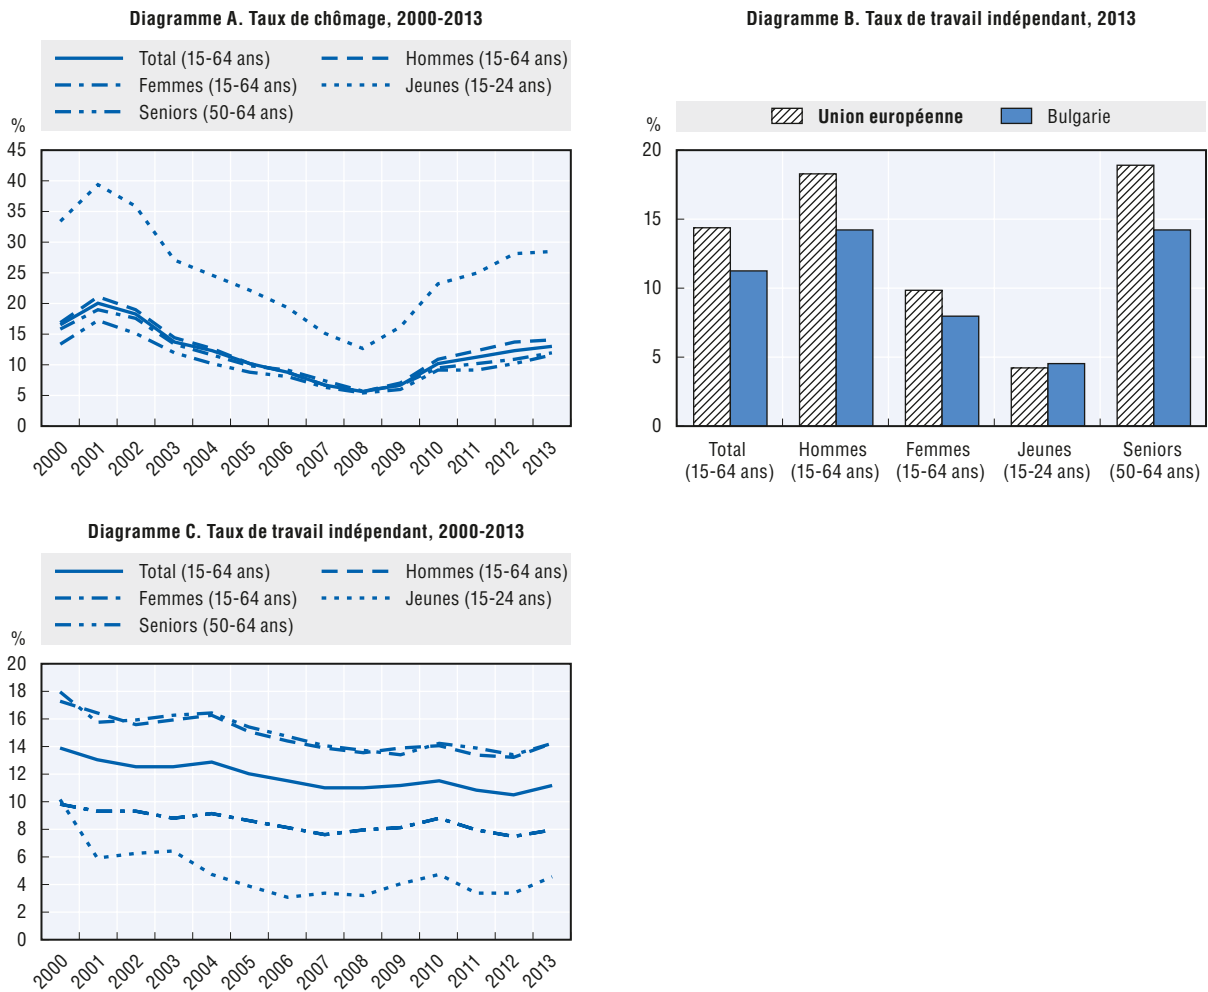 Diagramme A. Taux de chômage, 2000-2013
Total (15-64 ans)
Hommes (15-64 ans)
Femmes (15-64 ans)
Jeunes (15-24 ans)
Seniors (50-64 ans)
%
45
40
35
30
25
20
15
10
5
0
2000
2001
2002
2003
2004
2005
2006
2007
2008
2009
2010
2011
2012
2013
Diagramme B. Taux de travail indépendant, 2013
Union européenne
Bulgarie
%
20
15
10
5
0
Total
(15-64 ans)
Hommes
(15-64 ans)
Femmes
(15-64 ans)
Jeunes
(15-24 ans)
Seniors
(50-64 ans)
Diagramme C. Taux de travail indépendant, 2000-2013
Total (15-64 ans)
Hommes (15-64 ans)
Femmes (15-64 ans)
Jeunes (15-24 ans)
Seniors (50-64 ans)
%
20
18
16
14
12
10
8
6
4
2
0
2000
2001
2002
2003
2004
2005
2006
2007
2008
2009
2010
2011
2012
2013